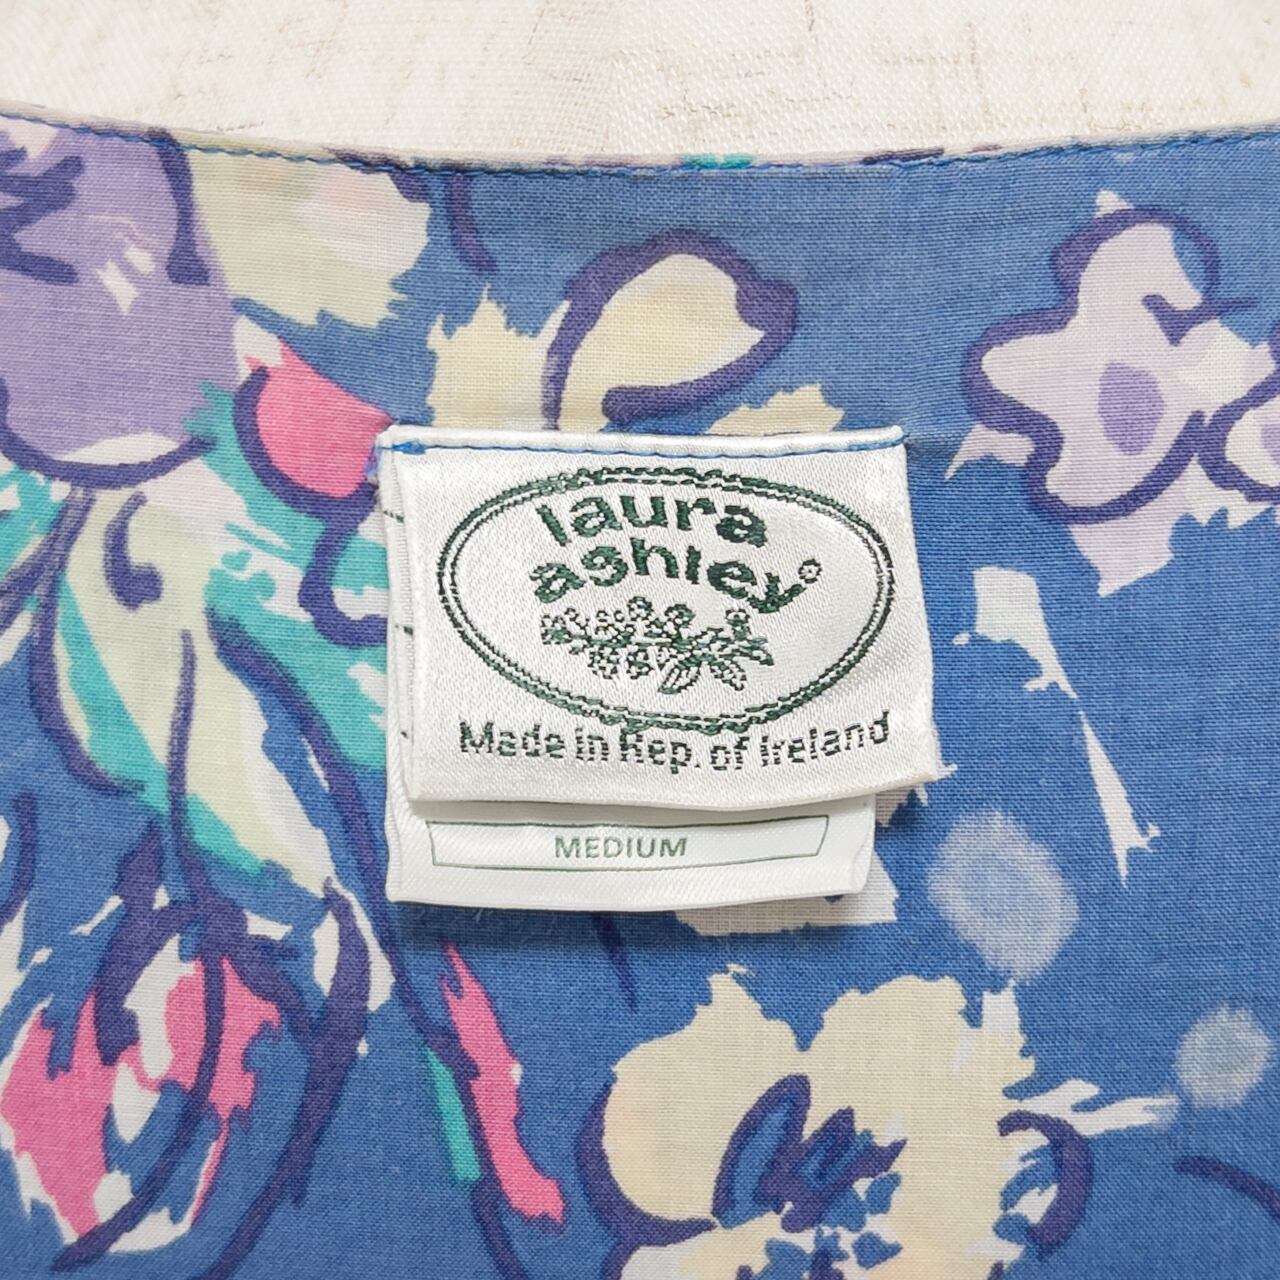 laura
ashley®
Made in Rep. of Ireland
MEDIUM